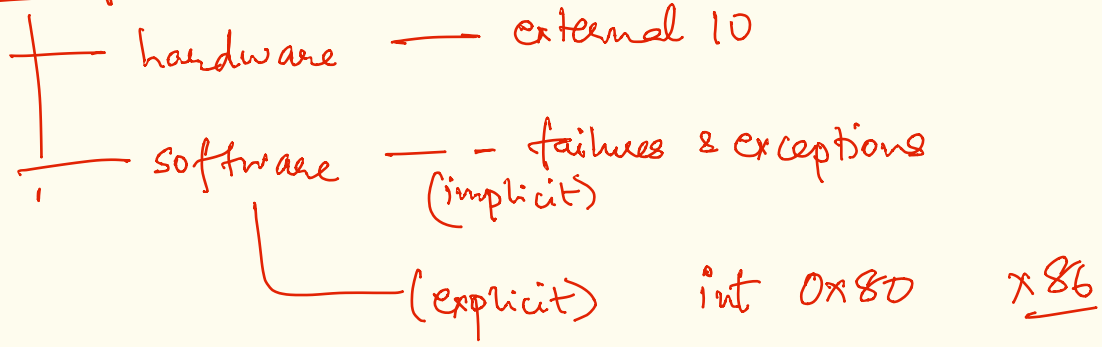 hardware — external IO
software — - failures & exceptions
(implicit)
(explicit) int 0x80 x86